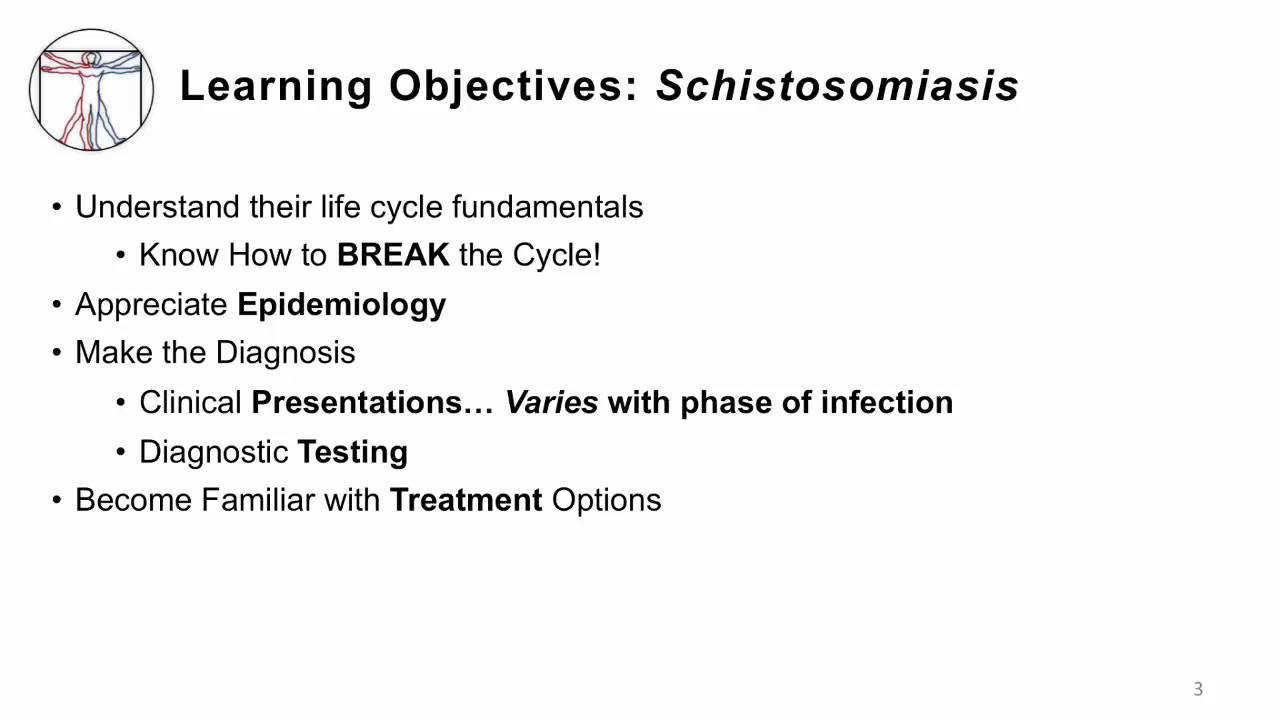 Learning Objectives: Schistosomiasis
• Understand their life cycle fundamentals
• Know How to BREAK the Cycle!
• Appreciate Epidemiology
• Make the Diagnosis
• Clinical Presentations… Varies with phase of infection
• Diagnostic Testing
• Become Familiar with Treatment Options
3